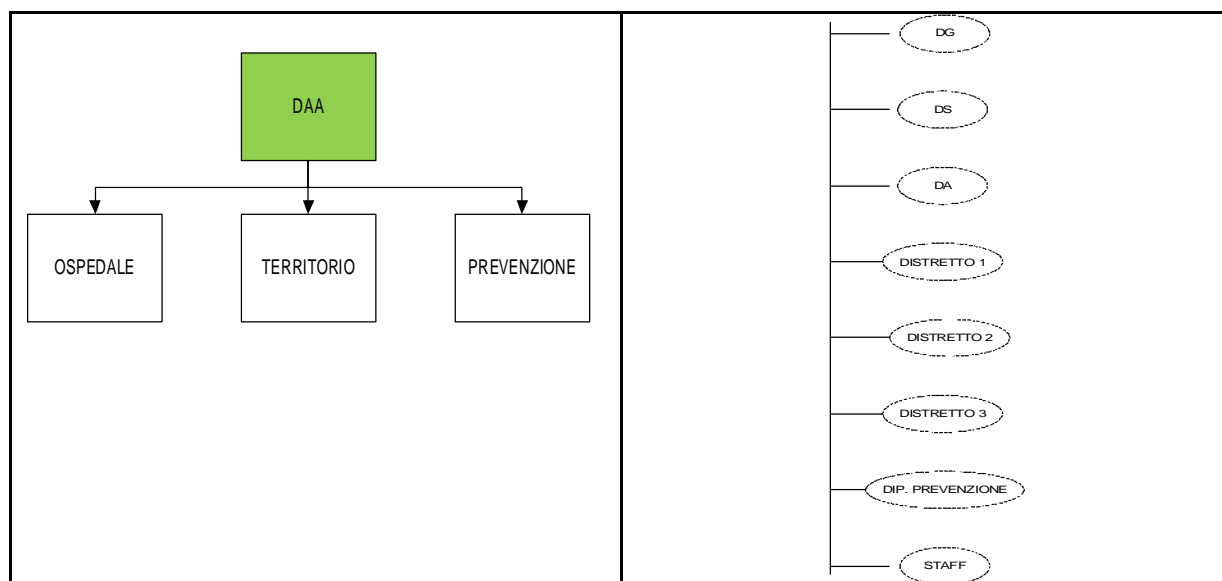 DAA
OSPEDALE
TERRITORIO
PREVENZIONE
DG
DS
DA
DISTRETTO 1
DISTRETTO 2
DISTRETTO 3
DIP. PREVENZIONE
STAFF